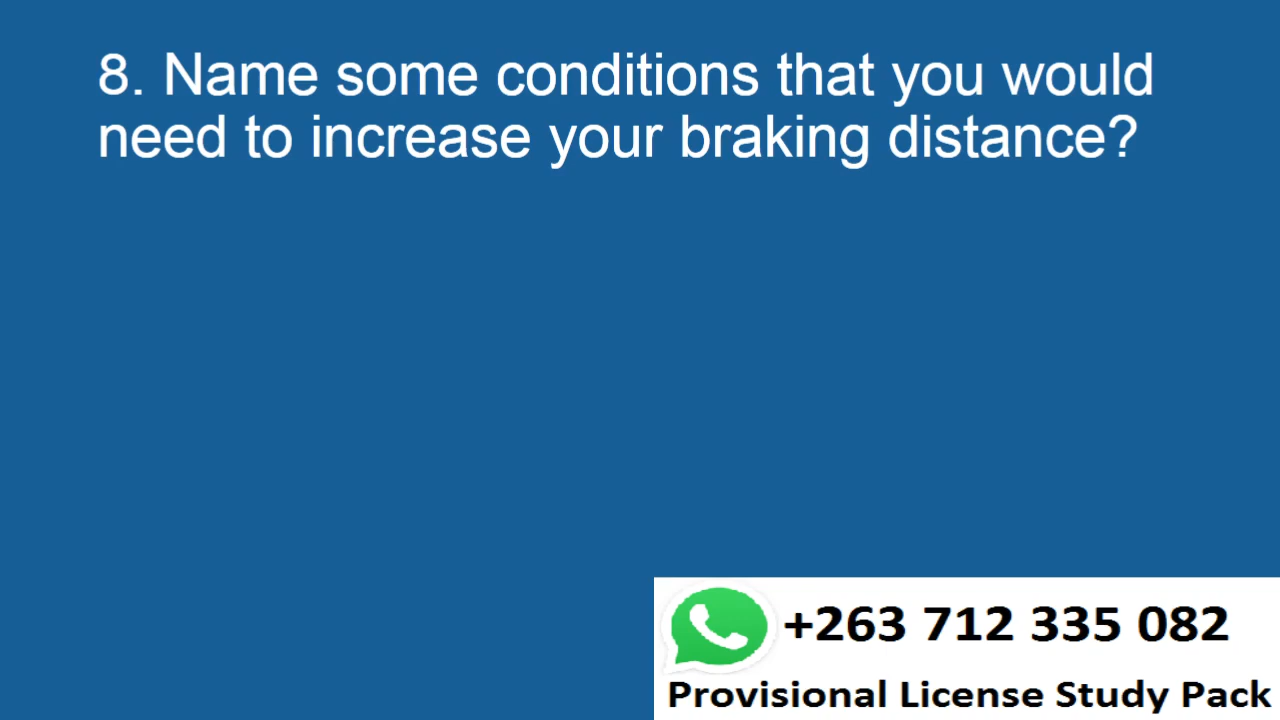 8. Name some conditions that you would
need to increase your braking distance?
+263 712 335 082
Provisional License Study Pack